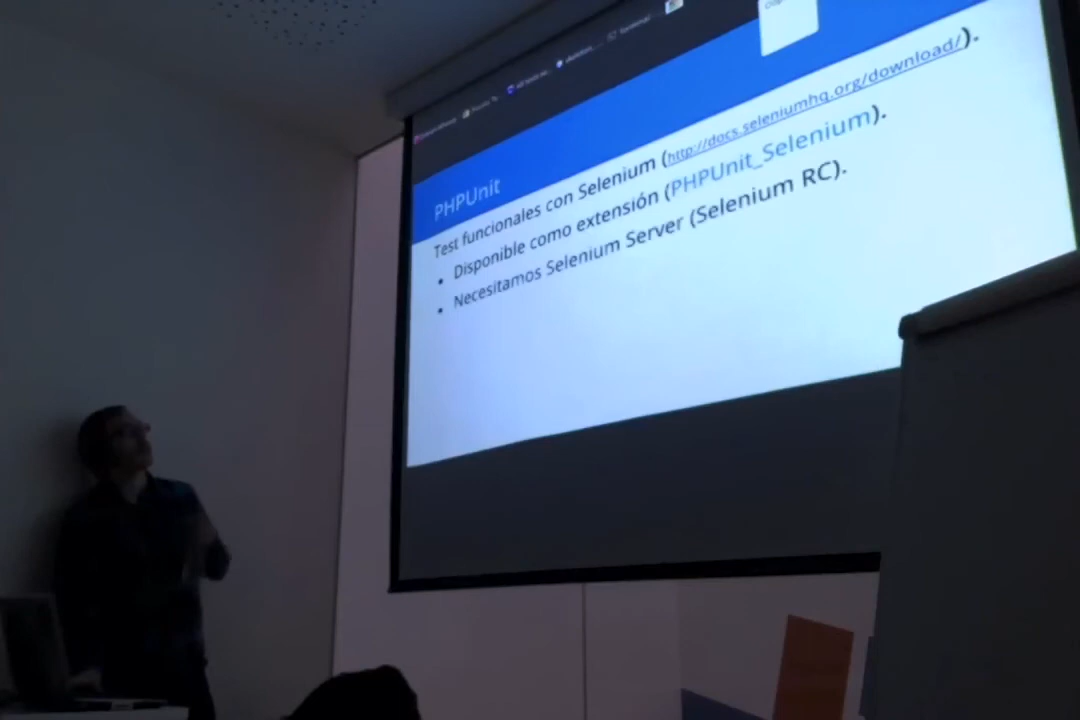 PHPUnit
Test funcionales con Selenium (http://docs.seleniumhq.org/download/).
• Disponible como extensión (PHPUnit_Selenium).
• Necesitamos Selenium Server (Selenium RC).